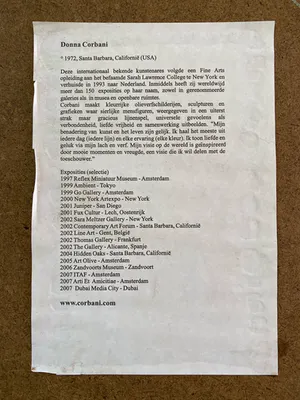 Donna Corbani
° 1972, Santa Barbara, Californië (USA)
Deze internationaal bekende kunstenares volgde een Fine Arts
opleiding aan het befaamde Sarah Lawrence College te New York en
verhuisde in 1993 naar Nederland. Inmiddels heeft zij wereldwijd
meer dan 150 exposities op haar naam, zowel in gerenommeerde
galeries als in musea en openbare ruimten.
Corbani maakt kleurrijke olieverfschilderijen, sculpturen en
grafieken waar sierlijke mensfiguren, weergegeven in een uiterst
strak maar gracieus lijnenspel, universele gevoelens als
verbondenheid, liefde vrijheid en samenwerking uitbeelden. "Mijn
benadering van kunst en het leven zijn gelijk. Ik haal het meeste uit
iedere dag (iedere lijn) en elke ervaring (elke kleur). Ik toon liefde en
geluk via mijn lach en verf. Mijn visie op de wereld is geïnspireerd
door mooie momenten en vreugde, een visie die ik wil delen met de
toeschouwer."
Exposities (selectie)
1997 Reflex Miniatuur Museum - Amsterdam
1999 Ambient - Tokyo
1999 Go Gallery - Amsterdam
2000 New York Artexpo - New York
2001 Juniper - San Diego
2001 Fux Cultur - Lech, Oostenrijk
2002 Sara Meltzer Gallery - New York
2002 Contemporary Art Forum - Santa Barbara, Californië
2002 Line Art - Gent, België
2002 Thomas Gallery - Frankfurt
2002 The Gallery - Alicante, Spanje
2004 Hidden Oaks - Santa Barbara, Californië
2005 Art Olive - Amsterdam
2006 Zandvoorts Museum - Zandvoort
2007 JTAF - Amsterdam
2007 Arti Et Amicitiae - Amsterdam
2007 Dubai Media City - Dubai
www.corbani.com